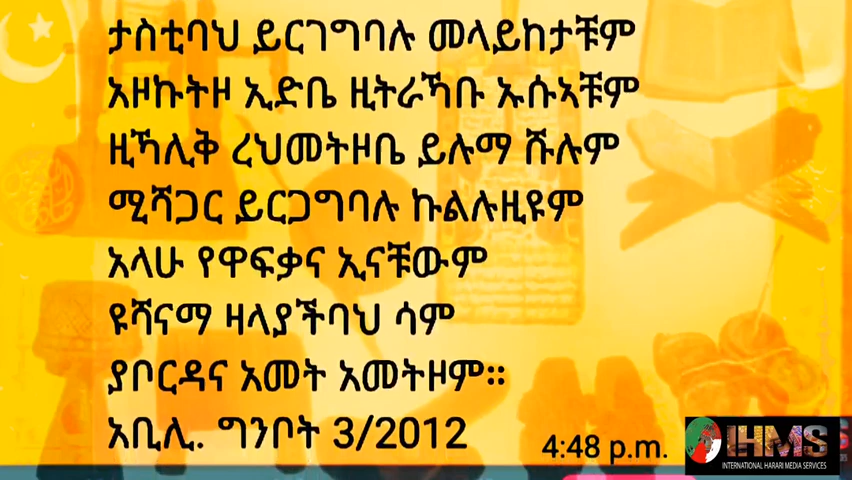 ታስቲባህ ይርገግባሉ መላይከታቹም
አዞኩትዞ ኢድቤ ዚትራኻቡ ኡሱኣቹም
ዚኻሊቅ ረህመትዞቤ ይሉማ ሹሉም
ሚሻጋር ይርጋግባሉ ኩልሉዚዩም
አላሁ የዋፍቃና ኢናቹውም
ዩሻናማ ዛላያችባህ ሳም
ያቦርዳና አመት አመትዞም።
አቢሊ. ግንቦት 3/2012
4:48 p.m.
IHMS
INTERNATIONAL HARARI MEDIA SERVICES